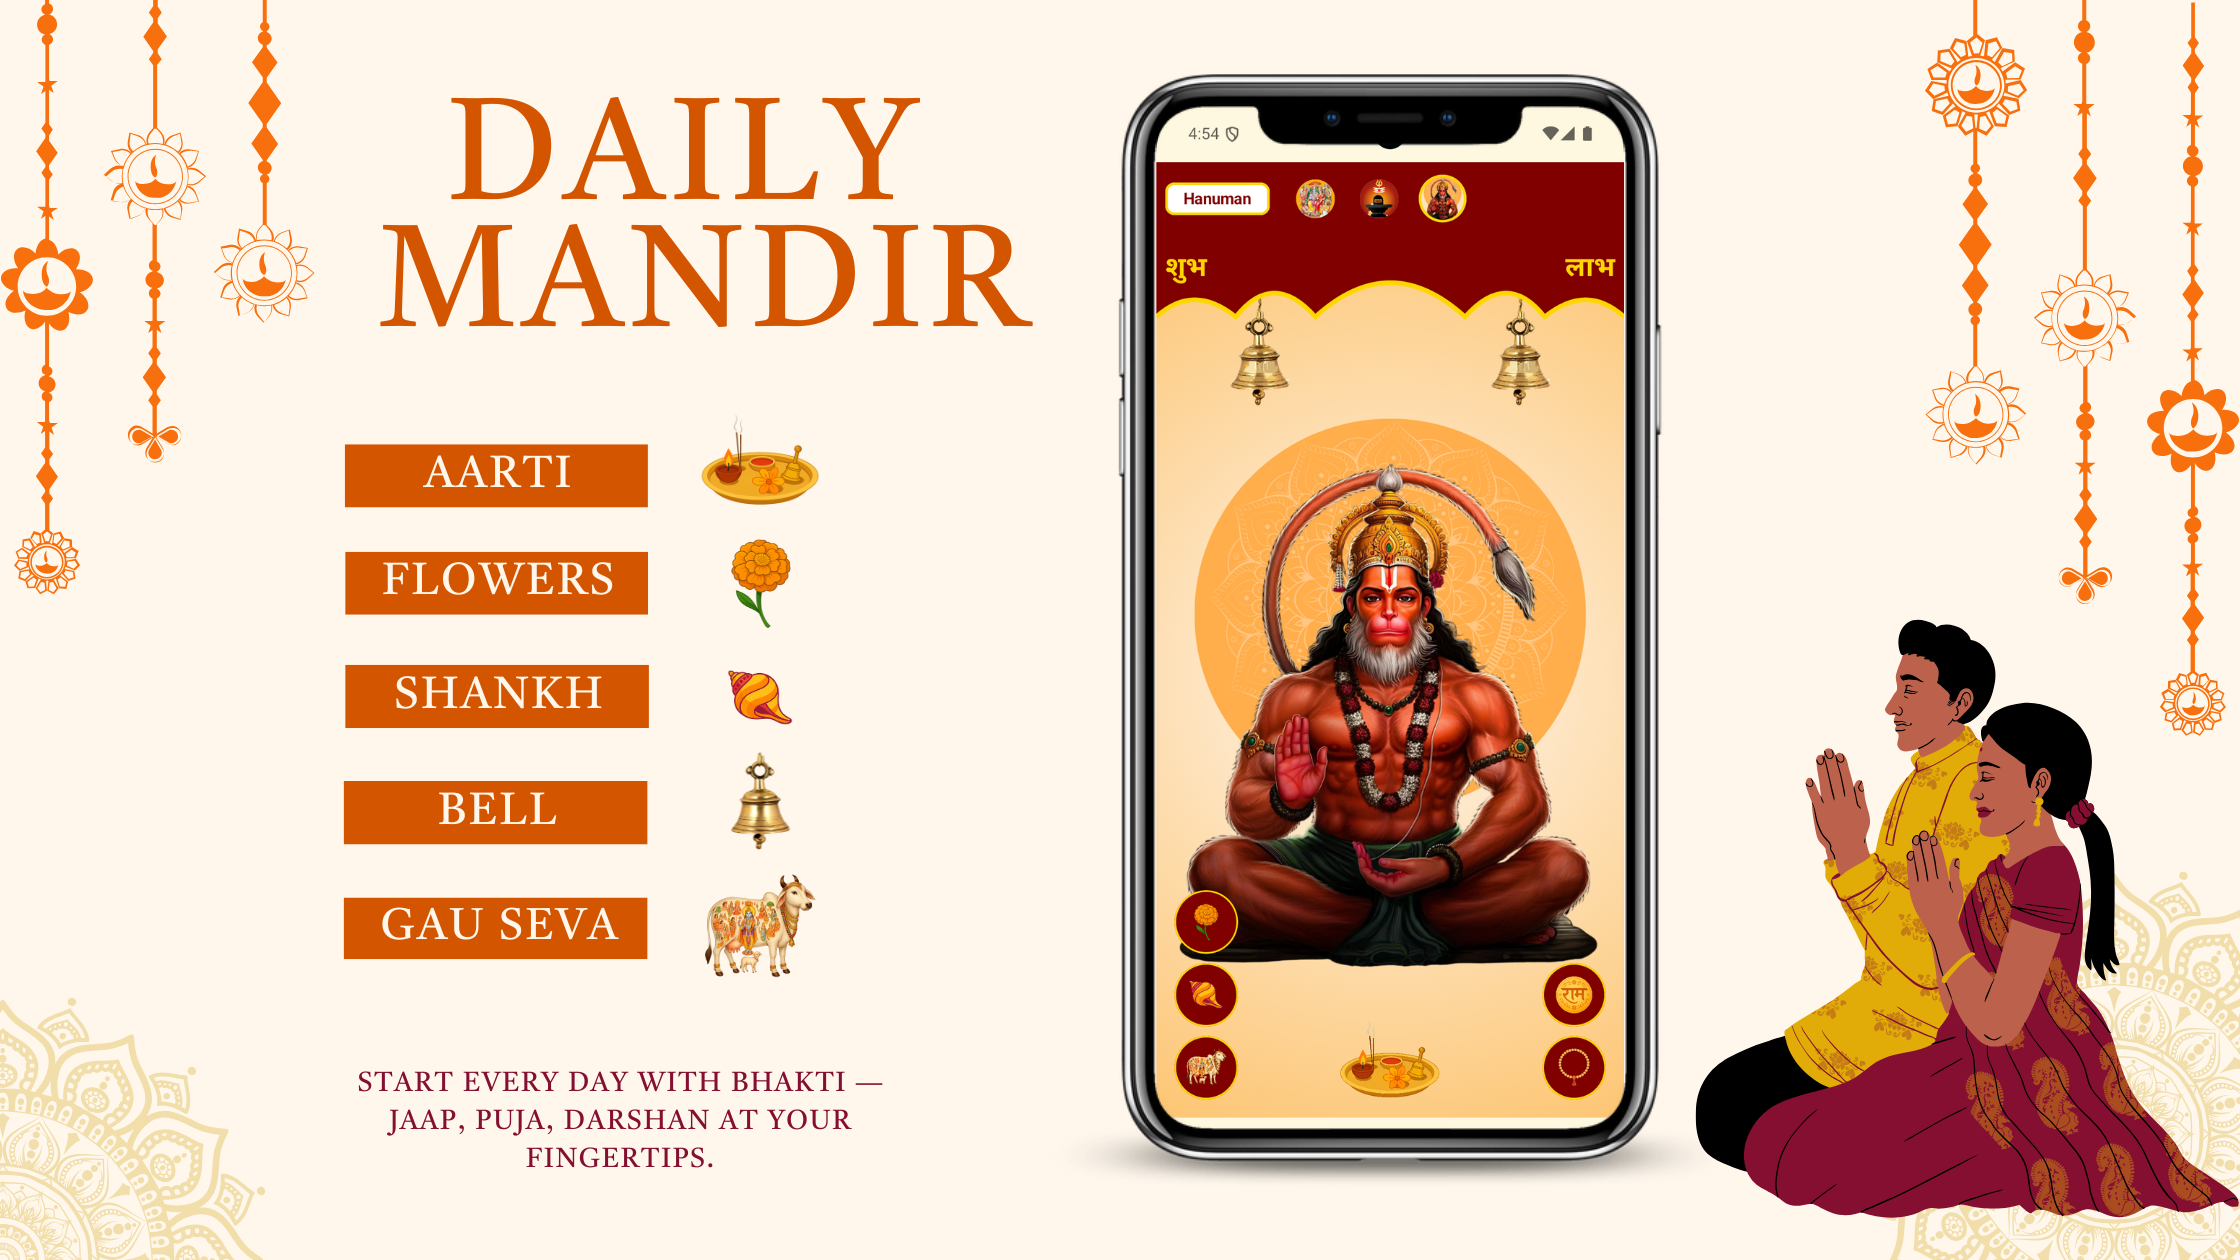 DAILY
MANDIR
AARTI
FLOWERS
SHANKH
BELL
GAU SEVA
START EVERY DAY WITH BHAKTI —
JAAP, PUJA, DARSHAN AT YOUR
FINGERTIPS.
4:54
Hanuman
शुभ
लाभ
राम